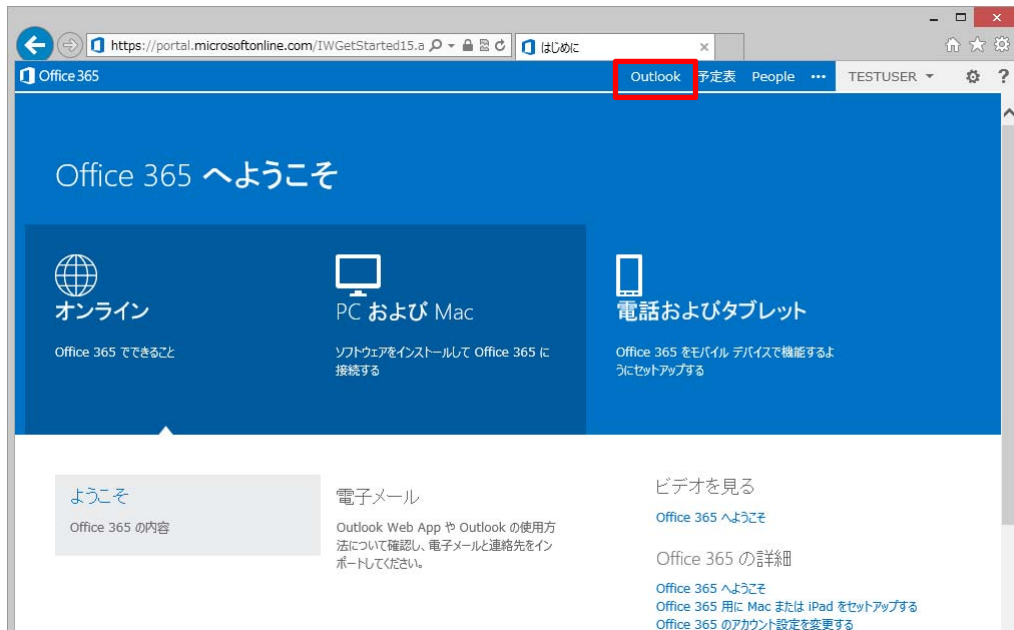 https://portal.microsoftonline.com/IWGetStarted15.a
はじめに
Office 365
Outlook 予定表 People ••• TESTUSER
?
Office 365 へようこそ
オンライン
Office 365 でできること
PC および Mac
ソフトウェアをインストールして Office 365 に
接続する
電話およびタブレット
Office 365 をモバイル デバイスで機能するよ
うにセットアップする
ようこそ
Office 365 の内容
電子メール
Outlook Web App や Outlook の使用方
法について確認し、電子メールと連絡先をイン
ポートしてください。
ビデオを見る
Office 365 へようこそ
Office 365 の詳細
Office 365 へようこそ
Office 365 用に Mac または iPad をセットアップする
Office 365 のアカウント設定を変更する